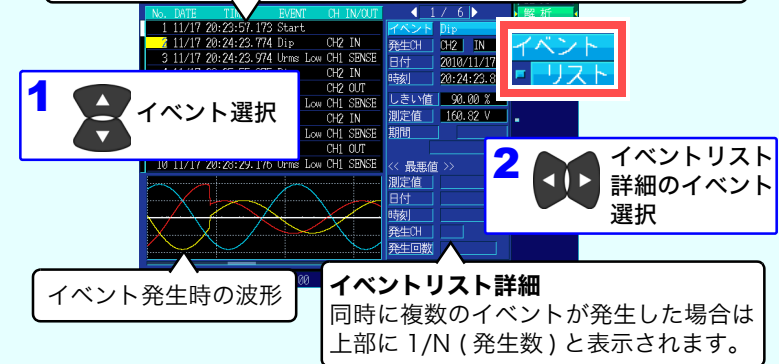 No. DATE TIME EVENT CH IN/OUT
1 11/17 20:23:57.173 Start
2 11/17 20:24:23.774 Dip CH2 IN
3 11/17 20:24:23.974 Urms Low CH1 SENSE
CH2 IN
CH2 OUT
Low CH1 SENSE
CH2 IN
Low CH1 SENSE
CH1 OUT
10 11/17 20:28:29.176 Urms Low CH1 SENSE
1 / 6
イベント Dip
発生CH CH2 IN
日付 2010/11/17
時刻 20:24:23.8
しきい値 90.00 %
測定値 160.82 V
期間
<< 最悪値 >>
測定値
日付
時刻
発生CH
発生回数
解析
イベント
リスト
1
イベント選択
2
イベントリスト
詳細のイベント
選択
イベント発生時の波形
イベントリスト詳細
同時に複数のイベントが発生した場合は
上部に 1/N ( 発生数 ) と表示されます。